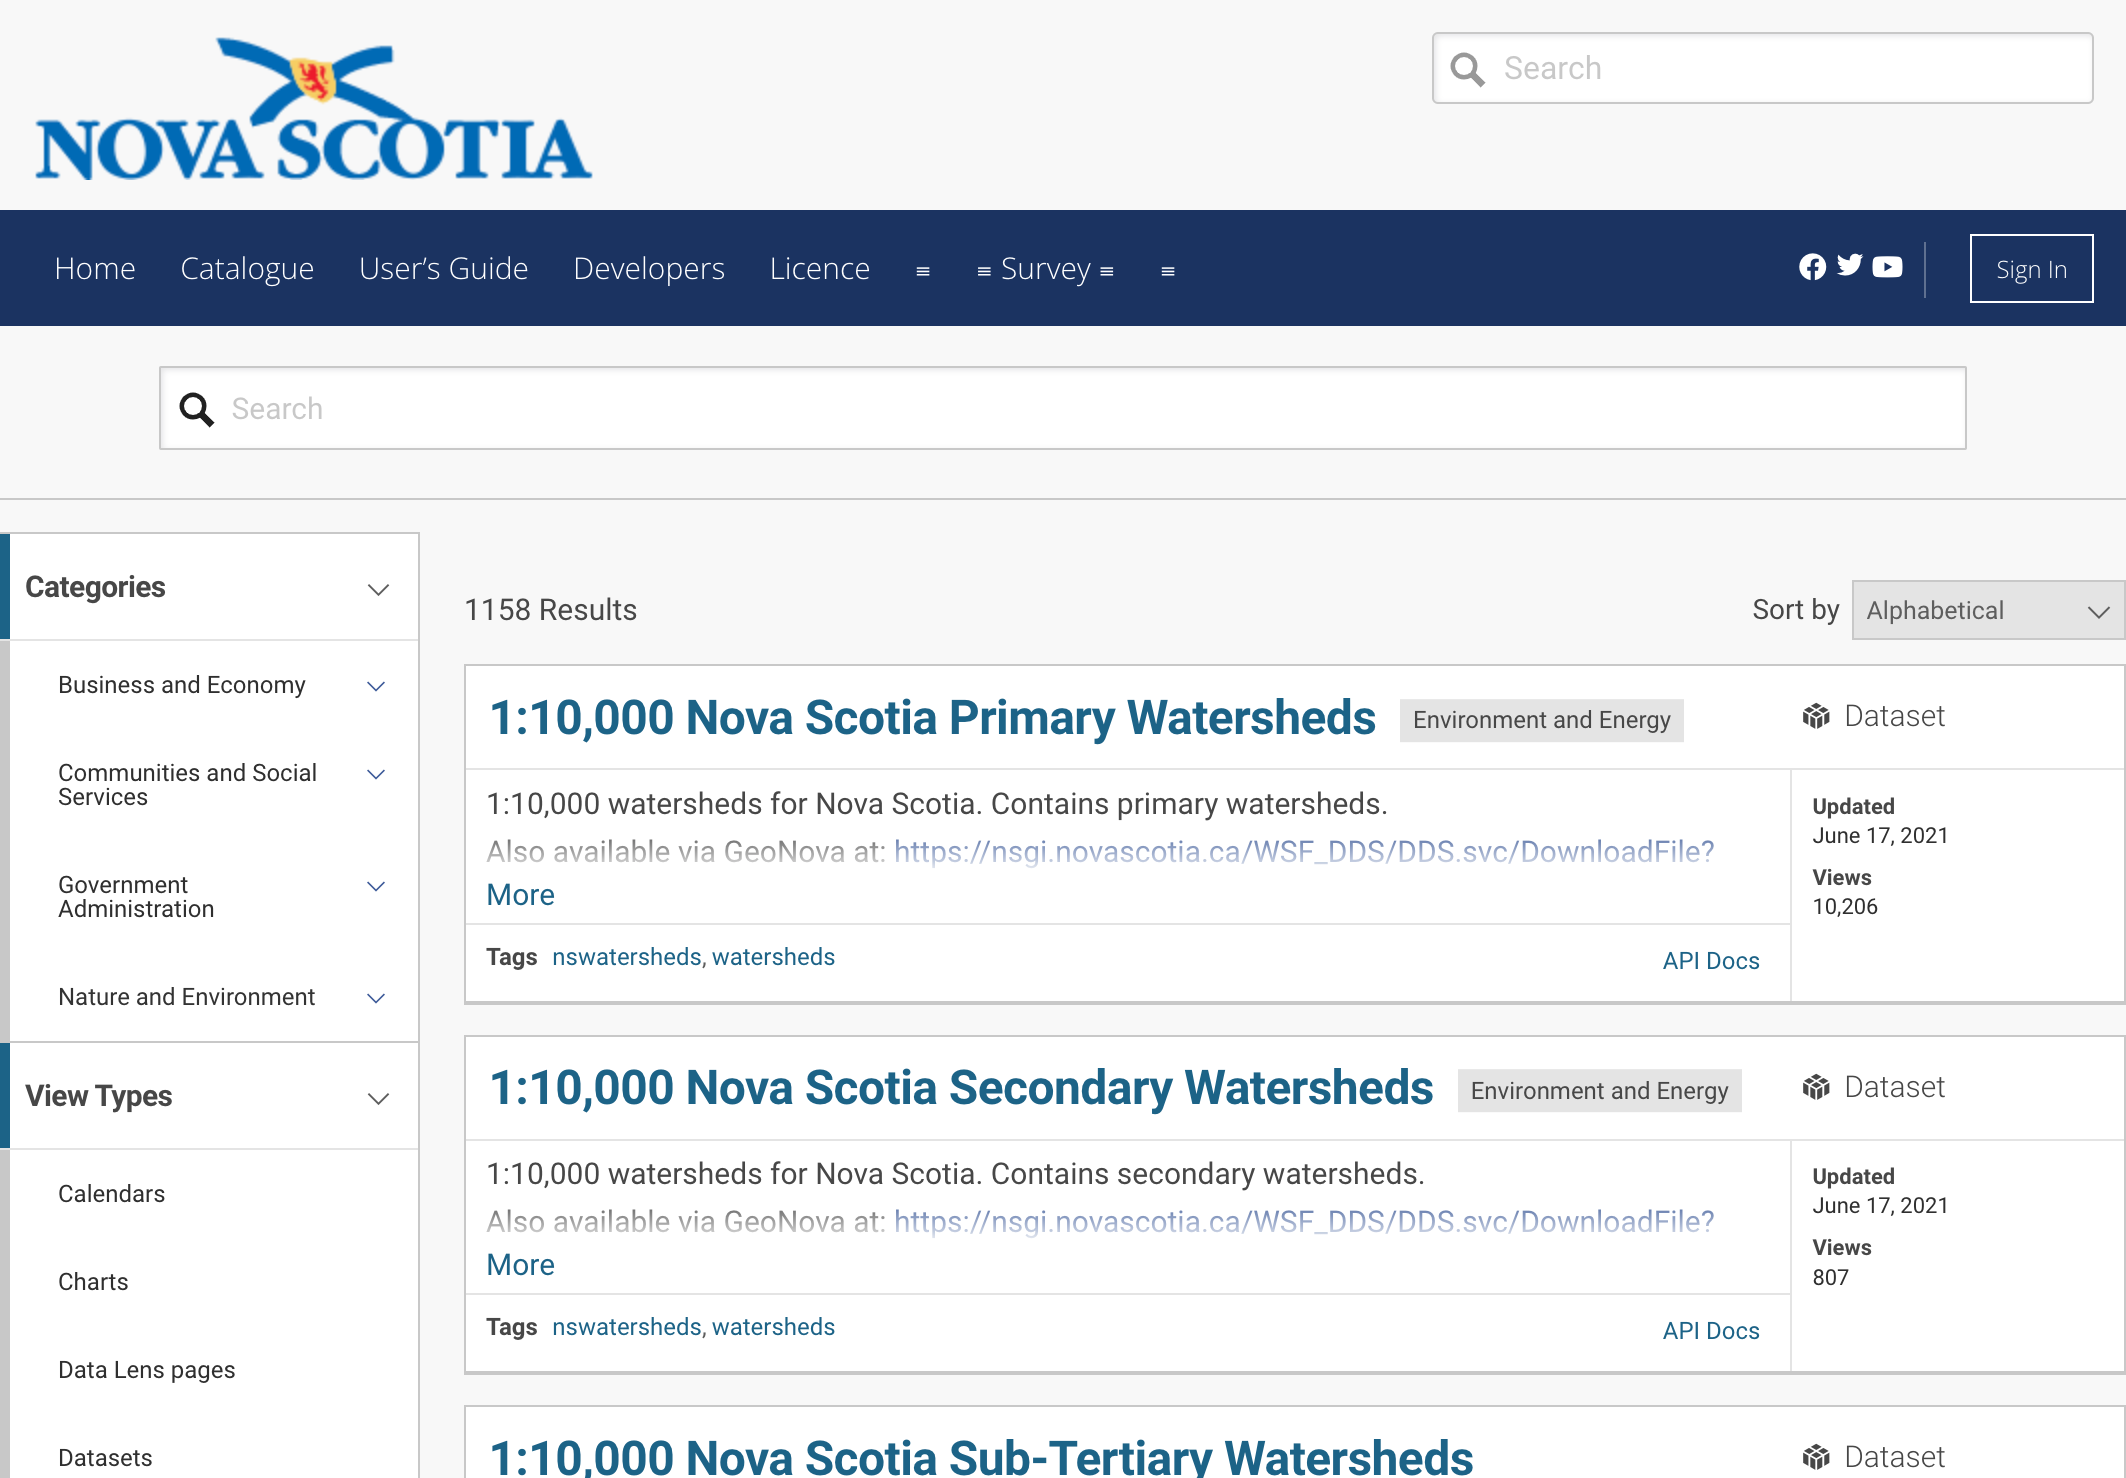 NOVA SCOTIA
Search
Home Catalogue User’s Guide Developers Licence ≡ ≡ Survey ≡ ≡ Sign In
Search
Categories
Business and Economy
Communities and Social
Services
Government
Administration
Nature and Environment
View Types
Calendars
Charts
Data Lens pages
Datasets
1158 Results
Sort by Alphabetical
1:10,000 Nova Scotia Primary Watersheds Environment and Energy Dataset
1:10,000 watersheds for Nova Scotia. Contains primary watersheds.
Also available via GeoNova at: https://nsgi.novascotia.ca/WSF_DDS/DDS.svc/DownloadFile?
More
Tags nswatersheds, watersheds API Docs
Updated
June 17, 2021
Views
10,206
1:10,000 Nova Scotia Secondary Watersheds Environment and Energy Dataset
1:10,000 watersheds for Nova Scotia. Contains secondary watersheds.
Also available via GeoNova at: https://nsgi.novascotia.ca/WSF_DDS/DDS.svc/DownloadFile?
More
Tags nswatersheds, watersheds API Docs
Updated
June 17, 2021
Views
807
1:10,000 Nova Scotia Sub-Tertiary Watersheds Dataset